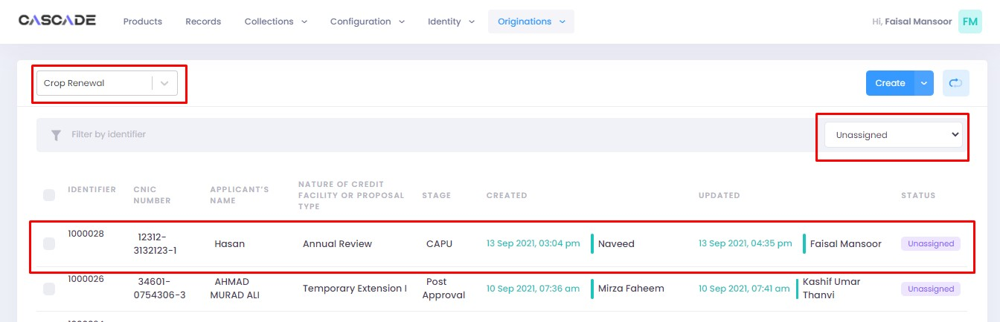 CASCADE Products Records Collections Configuration Identity Originations Hi, Faisal Mansoor FM
Crop Renewal Create
Filter by identifier Unassigned
IDENTIFIER CNIC NUMBER APPLICANT'S NAME NATURE OF CREDIT FACILITY OR PROPOSAL TYPE STAGE CREATED UPDATED STATUS
1000028 12312-3132123-1 Hasan Annual Review CAPU 13 Sep 2021, 03:04 pm Naveed 13 Sep 2021, 04:35 pm Faisal Mansoor Unassigned
1000026 34601-0754306-3 AHMAD MURAD ALI Temporary Extension I Post Approval 10 Sep 2021, 07:36 am Mirza Faheem 10 Sep 2021, 07:41 am Kashif Umar Thanvi Unassigned